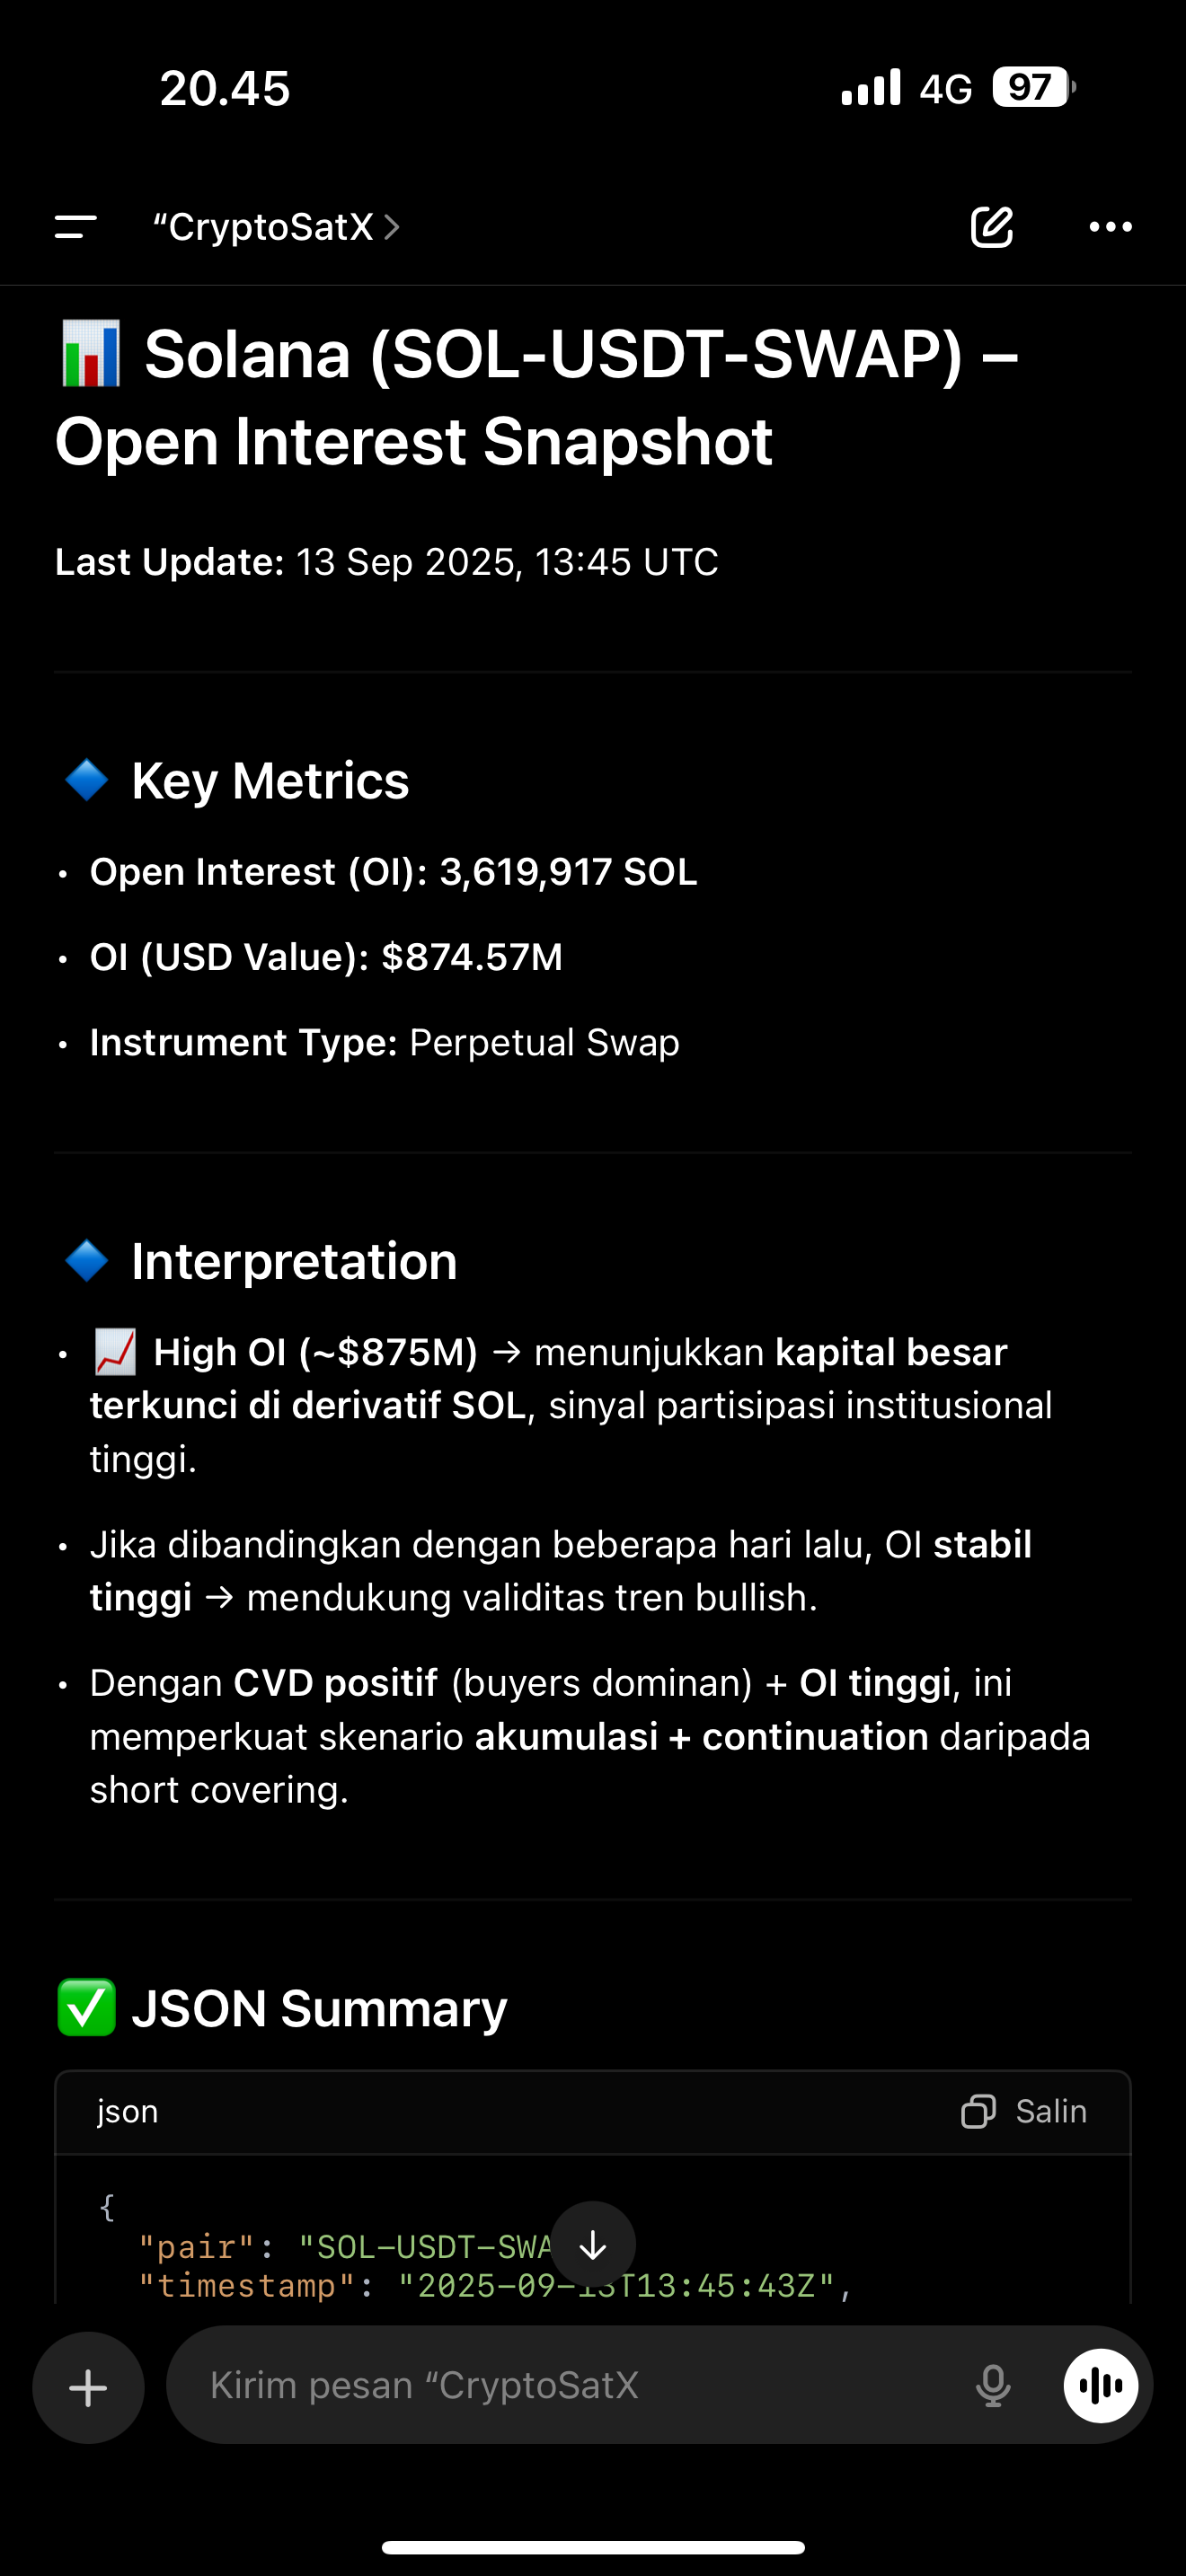 20.45
4G 97
“CryptoSatX >
📊 Solana (SOL-USDT-SWAP) –
Open Interest Snapshot
Last Update: 13 Sep 2025, 13:45 UTC
🔹 Key Metrics
• Open Interest (OI): 3,619,917 SOL
• OI (USD Value): $874.57M
• Instrument Type: Perpetual Swap
🔹 Interpretation
• 📈 High OI (~$875M) → menunjukkan kapital besar
terkunci di derivatif SOL, sinyal partisipasi institusional
tinggi.
• Jika dibandingkan dengan beberapa hari lalu, OI stabil
tinggi → mendukung validitas tren bullish.
• Dengan CVD positif (buyers dominan) + OI tinggi, ini
memperkuat skenario akumulasi + continuation daripada
short covering.
✅ JSON Summary
json
Salin
{
"pair": "SOL-USDT-SWA
"timestamp": "2025-09-13T13:45:43Z",
Kirim pesan “CryptoSatX